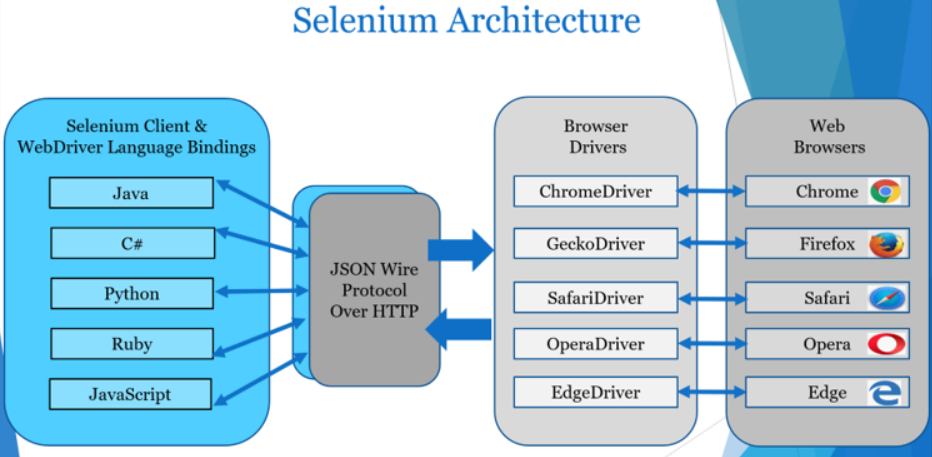 Selenium Architecture
Selenium Client &
WebDriver Language Bindings
Java
C#
Python
Ruby
JavaScript
JSON Wire
Protocol
Over HTTP
Browser
Drivers
ChromeDriver
GeckoDriver
SafariDriver
OperaDriver
EdgeDriver
Web
Browsers
Chrome
Firefox
Safari
Opera
Edge